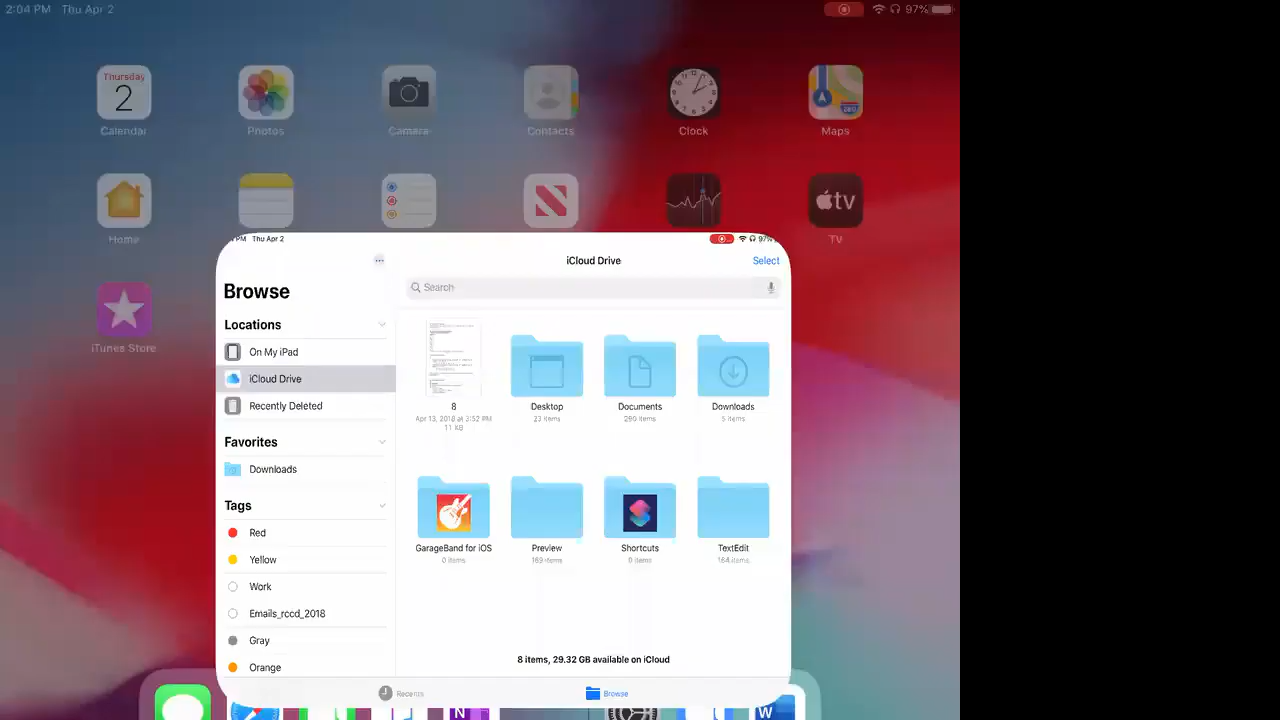 2:04 PM Thu Apr 2 97%
Thursday
2
Calendar Photos Camera Contacts Clock Maps
280
tv
Home TV
iTunes Store
PM Thu Apr 2 97%
iCloud Drive Select
Browse
Search
Locations
On My iPad
iCloud Drive
Recently Deleted
Favorites
Downloads
Tags
Red
Yellow
Work
Emails_rccd_2018
Gray
Orange
8 Desktop Documents Downloads
Apr 13, 2018 at 2:52 PM 23 items 290 items 5 items
11 KB
GarageBand for iOS Preview Shortcuts TextEdit
0 items 169 items 0 items 164 items
8 items, 29.32 GB available on iCloud
Recents Browse
N W